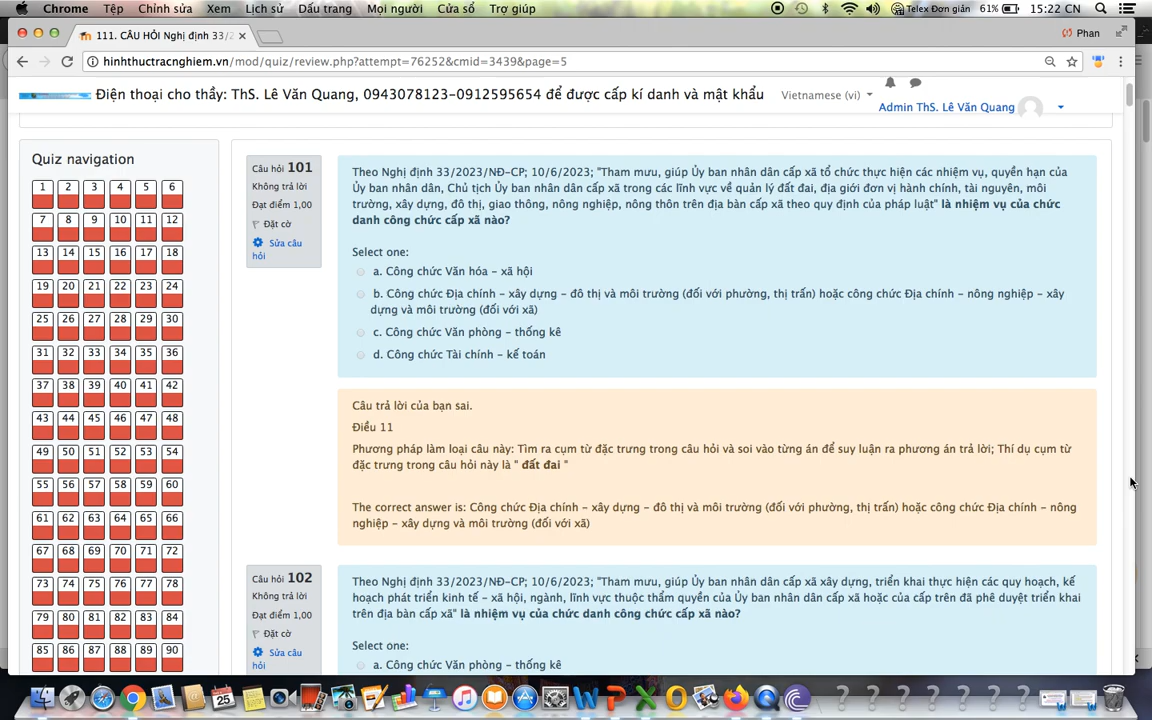 Chrome Tệp Chỉnh sửa Xem Lịch sử Dấu trang Mọi người Cửa sổ Trợ giúp Telex Đơn giản 61% 15:22 CN
111. CÂU HỎI Nghị định 33/2 Phan
hinhthuctracnghiem.vn/mod/quiz/review.php?attempt=76252&cmid=3439&page=5
Điện thoại cho thầy: ThS. Lê Văn Quang, 0943078123-0912595654 để được cấp kí danh và mật khẩu Vietnamese (vi)
Admin ThS. Lê Văn Quang
Quiz navigation
1 2 3 4 5 6
7 8 9 10 11 12
13 14 15 16 17 18
19 20 21 22 23 24
25 26 27 28 29 30
31 32 33 34 35 36
37 38 39 40 41 42
43 44 45 46 47 48
49 50 51 52 53 54
55 56 57 58 59 60
61 62 63 64 65 66
67 68 69 70 71 72
73 74 75 76 77 78
79 80 81 82 83 84
85 86 87 88 89 90
Câu hỏi 101
Không trả lời
Đạt điểm 1,00
Đặt cờ
Sửa câu
hỏi
Theo Nghị định 33/2023/NĐ-CP; 10/6/2023; "Tham mưu, giúp Ủy ban nhân dân cấp xã tổ chức thực hiện các nhiệm vụ, quyền hạn của
Ủy ban nhân dân, Chủ tịch Ủy ban nhân dân cấp xã trong các lĩnh vực về quản lý đất đai, địa giới đơn vị hành chính, tài nguyên, môi
trường, xây dựng, đô thị, giao thông, nông nghiệp, nông thôn trên địa bàn cấp xã theo quy định của pháp luật" là nhiệm vụ của chức
danh công chức cấp xã nào?
Select one:
a. Công chức Văn hóa - xã hội
b. Công chức Địa chính - xây dựng - đô thị và môi trường (đối với phường, thị trấn) hoặc công chức Địa chính - nông nghiệp - xây
dựng và môi trường (đối với xã)
c. Công chức Văn phòng - thống kê
d. Công chức Tài chính - kế toán
Câu trả lời của bạn sai.
Điều 11
Phương pháp làm loại câu này: Tìm ra cụm từ đặc trưng trong câu hỏi và soi vào từng án để suy luận ra phương án trả lời; Thí dụ cụm từ
đặc trưng trong câu hỏi này là " đất đai "
The correct answer is: Công chức Địa chính - xây dựng - đô thị và môi trường (đối với phường, thị trấn) hoặc công chức Địa chính - nông
nghiệp - xây dựng và môi trường (đối với xã)
Câu hỏi 102
Không trả lời
Đạt điểm 1,00
Đặt cờ
Sửa câu
hỏi
Theo Nghị định 33/2023/NĐ-CP; 10/6/2023; "Tham mưu, giúp Ủy ban nhân dân cấp xã xây dựng, triển khai thực hiện các quy hoạch, kế
hoạch phát triển kinh tế - xã hội, ngành, lĩnh vực thuộc thẩm quyền của Ủy ban nhân dân cấp xã hoặc của cấp trên đã phê duyệt triển khai
trên địa bàn cấp xã" là nhiệm vụ của chức danh công chức cấp xã nào?
Select one:
a. Công chức Văn phòng - thống kê